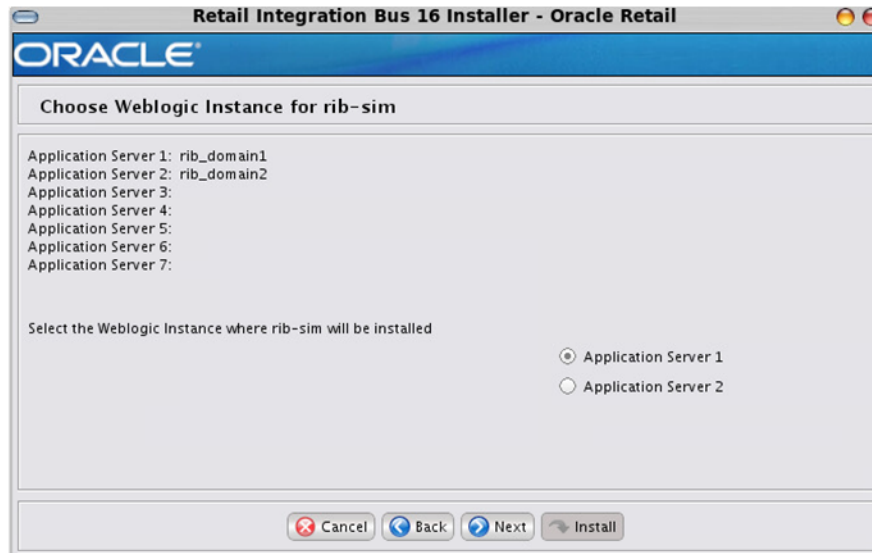 Retail Integration Bus 16 Installer - Oracle Retail
ORACLE®
Choose Weblogic Instance for rib-sim
Application Server 1: rib_domain1
Application Server 2: rib_domain2
Application Server 3:
Application Server 4:
Application Server 5:
Application Server 6:
Application Server 7:
Select the Weblogic Instance where rib-sim will be installed
Application Server 1
Application Server 2
Cancel Back Next Install